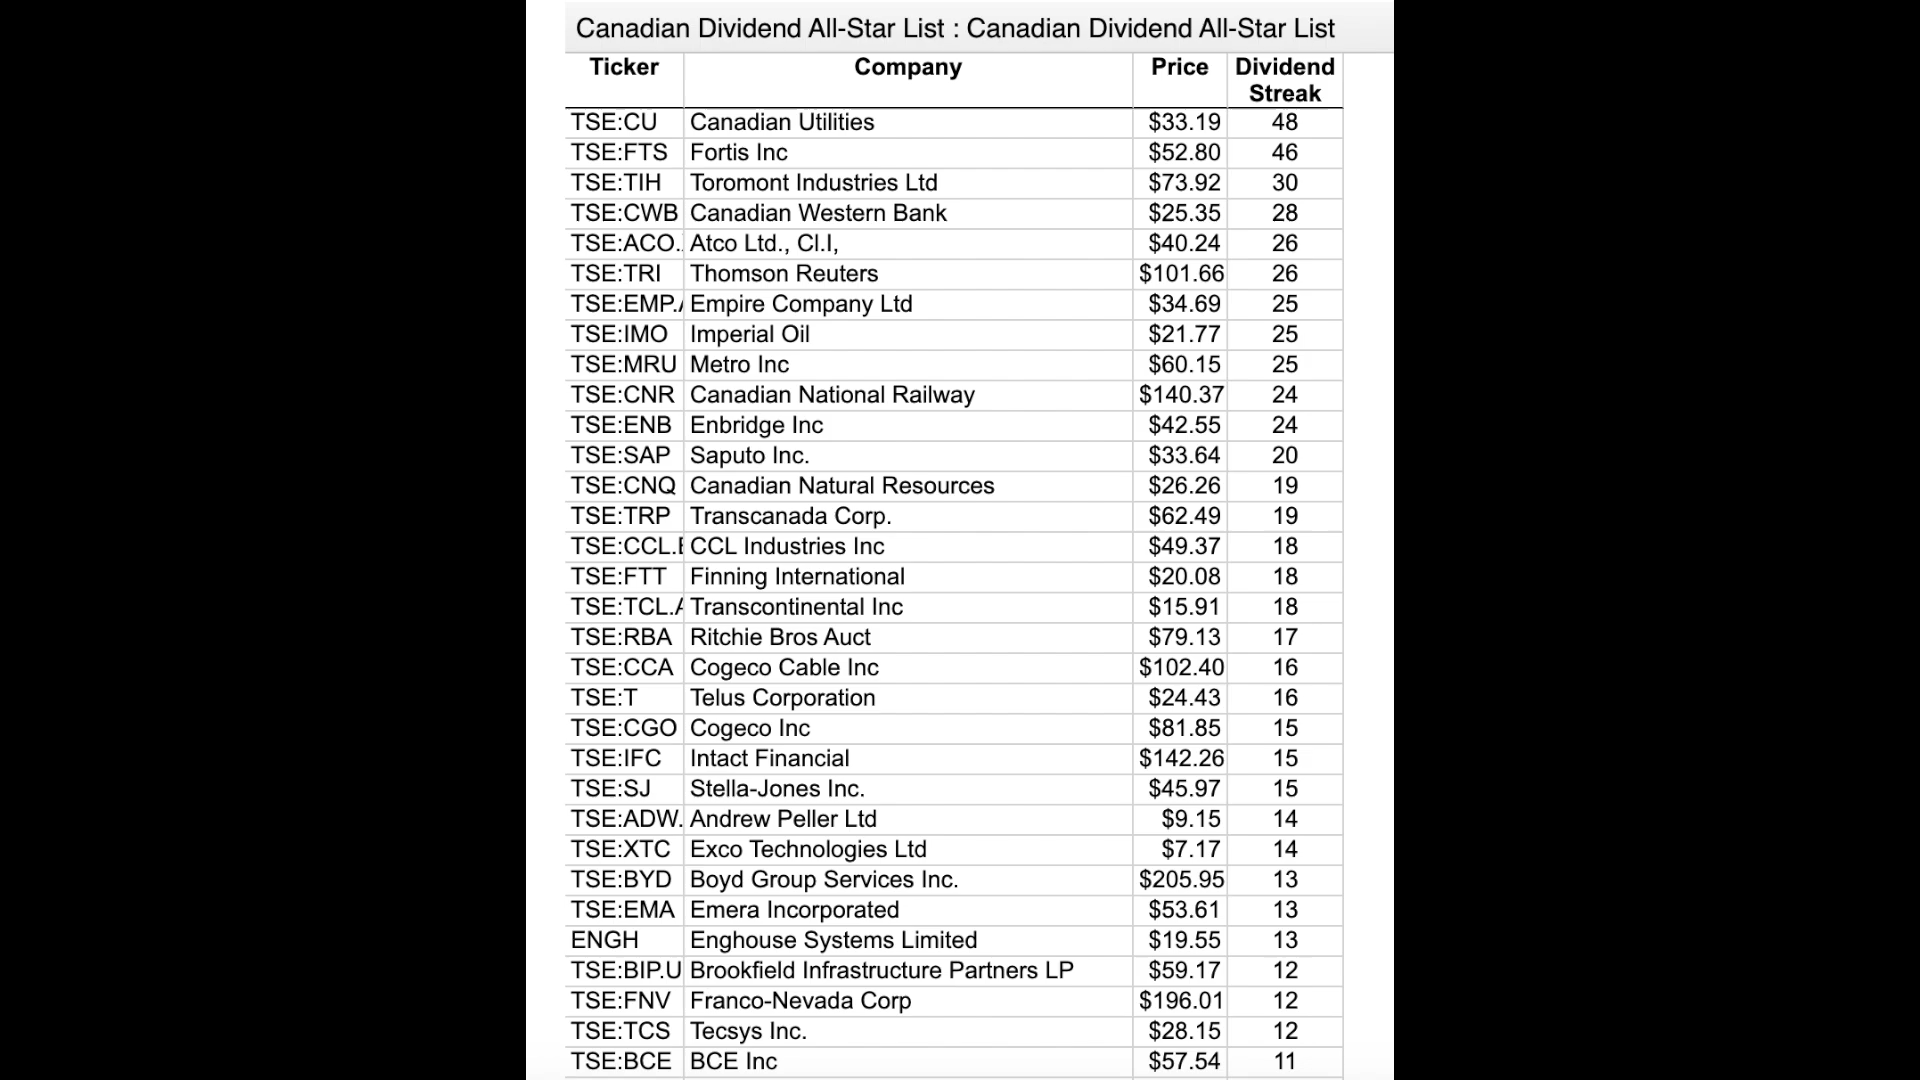 Canadian Dividend All-Star List : Canadian Dividend All-Star List
Ticker Company Price Dividend Streak
TSE:CU Canadian Utilities $33.19 48
TSE:FTS Fortis Inc $52.80 46
TSE:TIH Toromont Industries Ltd $73.92 30
TSE:CWB Canadian Western Bank $25.35 28
TSE:ACO. Atco Ltd., Cl.I, $40.24 26
TSE:TRI Thomson Reuters $101.66 26
TSE:EMP.A Empire Company Ltd $34.69 25
TSE:IMO Imperial Oil $21.77 25
TSE:MRU Metro Inc $60.15 25
TSE:CNR Canadian National Railway $140.37 24
TSE:ENB Enbridge Inc $42.55 24
TSE:SAP Saputo Inc. $33.64 20
TSE:CNQ Canadian Natural Resources $26.26 19
TSE:TRP Transcanada Corp. $62.49 19
TSE:CCL.B CCL Industries Inc $49.37 18
TSE:FTT Finning International $20.08 18
TSE:TCL.A Transcontinental Inc $15.91 18
TSE:RBA Ritchie Bros Auct $79.13 17
TSE:CCA Cogeco Cable Inc $102.40 16
TSE:T Telus Corporation $24.43 16
TSE:CGO Cogeco Inc $81.85 15
TSE:IFC Intact Financial $142.26 15
TSE:SJ Stella-Jones Inc. $45.97 15
TSE:ADW. Andrew Peller Ltd $9.15 14
TSE:XTC Exco Technologies Ltd $7.17 14
TSE:BYD Boyd Group Services Inc. $205.95 13
TSE:EMA Emera Incorporated $53.61 13
ENGH Enghouse Systems Limited $19.55 13
TSE:BIP.U Brookfield Infrastructure Partners LP $59.17 12
TSE:FNV Franco-Nevada Corp $196.01 12
TSE:TCS Tecsys Inc. $28.15 12
TSE:BCE BCE Inc $57.54 11